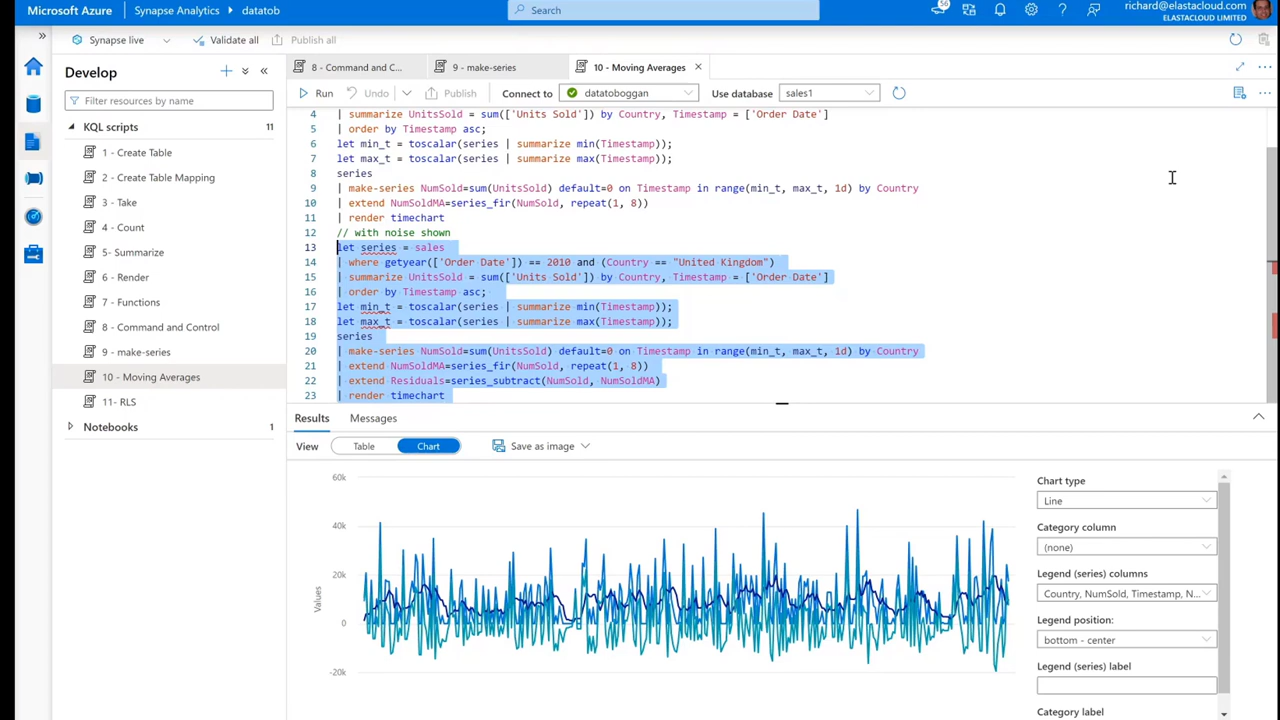 Microsoft Azure
Synapse Analytics
datatob
Search
56
richard@elastacloud.com
ELASTACLOUD LIMITED
Synapse live
Validate all
Publish all
Develop
Filter resources by name
KQL scripts
11
1 - Create Table
2 - Create Table Mapping
3 - Take
4 - Count
5- Summarize
6 - Render
7 - Functions
8 - Command and Control
9 - make-series
10 - Moving Averages
11- RLS
Notebooks
1
8 - Command and C...
9 - make-series
10 - Moving Averages
Run
Undo
Publish
Connect to
datatoboggan
Use database
sales1
4 | summarize UnitsSold = sum(['Units Sold']) by Country, Timestamp = ['Order Date']
5 | order by Timestamp asc;
6 let min_t = toscalar(series | summarize min(Timestamp));
7 let max_t = toscalar(series | summarize max(Timestamp));
8 series
9 | make-series NumSold=sum(UnitsSold) default=0 on Timestamp in range(min_t, max_t, 1d) by Country
10 | extend NumSoldMA=series_fir(NumSold, repeat(1, 8))
11 | render timechart
12 // with noise shown
13 let series = sales
14 | where getyear(['Order Date']) == 2010 and (Country == "United Kingdom")
15 | summarize UnitsSold = sum(['Units Sold']) by Country, Timestamp = ['Order Date']
16 | order by Timestamp asc;
17 let min_t = toscalar(series | summarize min(Timestamp));
18 let max_t = toscalar(series | summarize max(Timestamp));
19 series
20 | make-series NumSold=sum(UnitsSold) default=0 on Timestamp in range(min_t, max_t, 1d) by Country
21 | extend NumSoldMA=series_fir(NumSold, repeat(1, 8))
22 | extend Residuals=series_subtract(NumSold, NumSoldMA)
23 | render timechart
Results
Messages
View
Table
Chart
Save as image
60k
40k
20k
0
-20k
Values
Chart type
Line
Category column
(none)
Legend (series) columns
Country, NumSold, Timestamp, N...
Legend position:
bottom - center
Legend (series) label
Category label